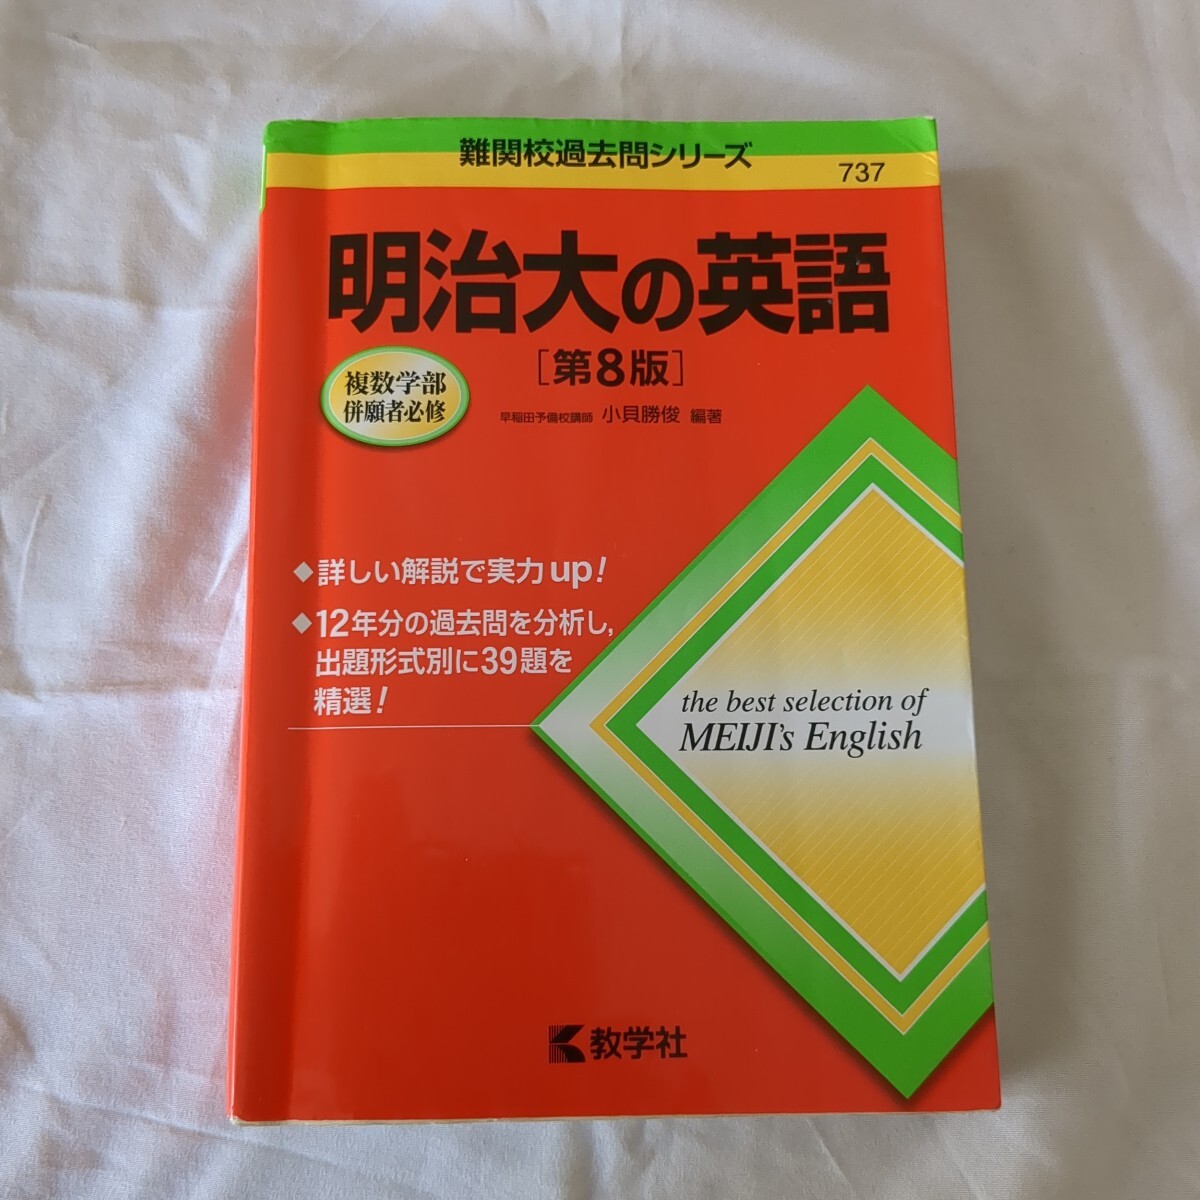 難関校過去問シリーズ
737
明治大の英語
[第8版]
複数学部
併願者必修
早稲田予備校講師 小貝勝俊 編著
◆詳しい解説で実力up!
◆12年分の過去問を分析し,
出題形式別に39題を
精選!
the best selection of
MEIJI's English
教学社